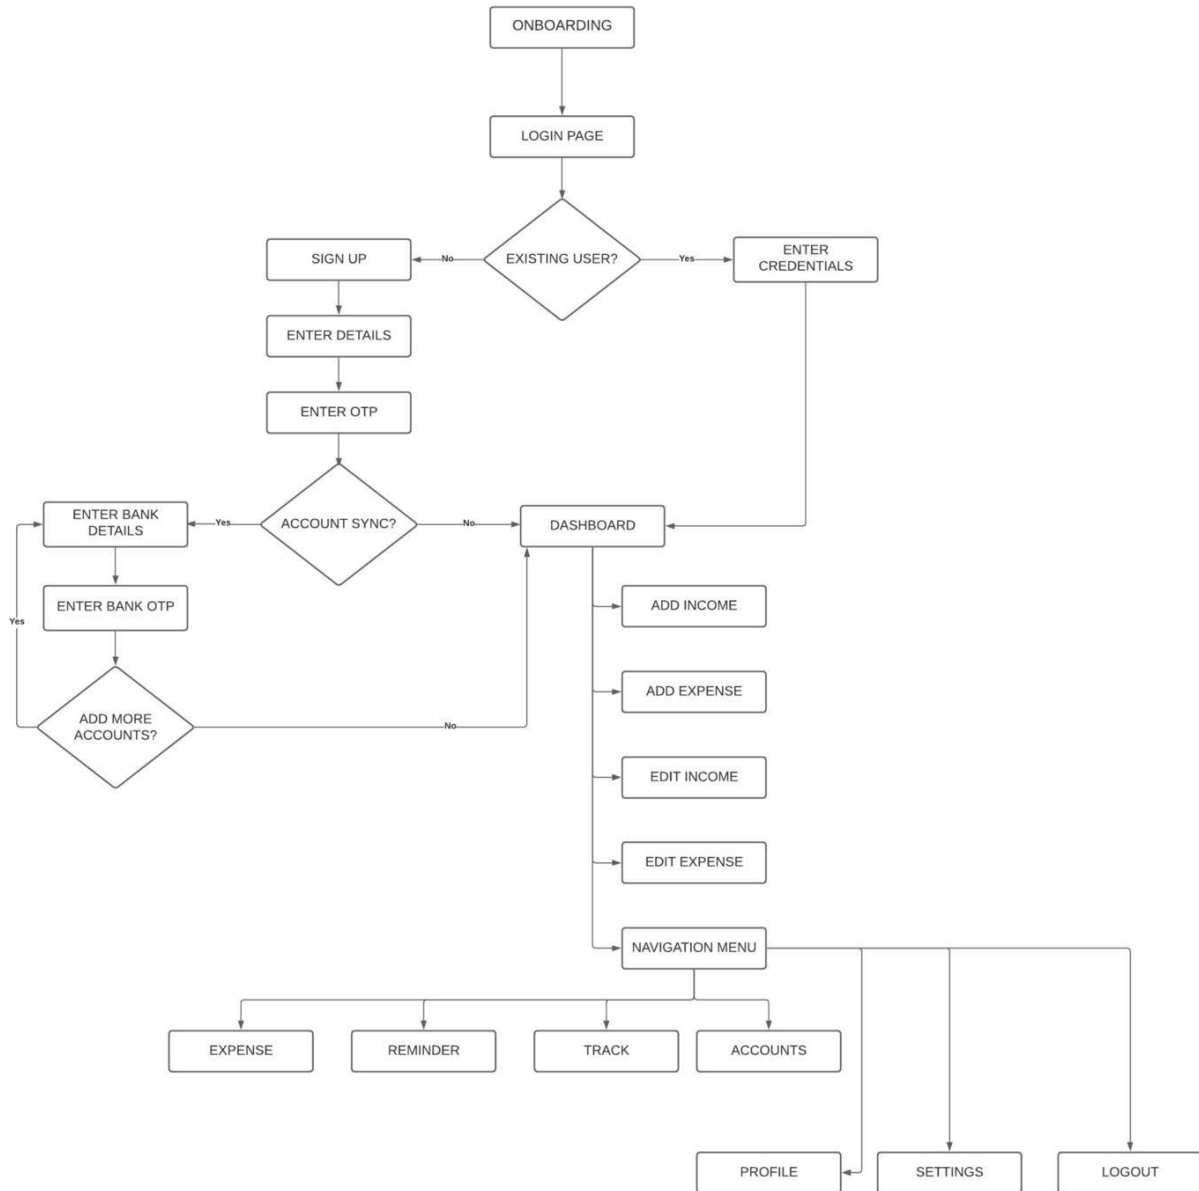 ONBOARDING
LOGIN PAGE
EXISTING USER?
No
Yes
SIGN UP
ENTER
CREDENTIALS
ENTER DETAILS
ENTER OTP
ACCOUNT SYNC?
Yes
No
ENTER BANK
DETAILS
DASHBOARD
ENTER BANK OTP
Yes
ADD MORE
ACCOUNTS?
No
ADD INCOME
ADD EXPENSE
EDIT INCOME
EDIT EXPENSE
NAVIGATION MENU
EXPENSE
REMINDER
TRACK
ACCOUNTS
PROFILE
SETTINGS
LOGOUT